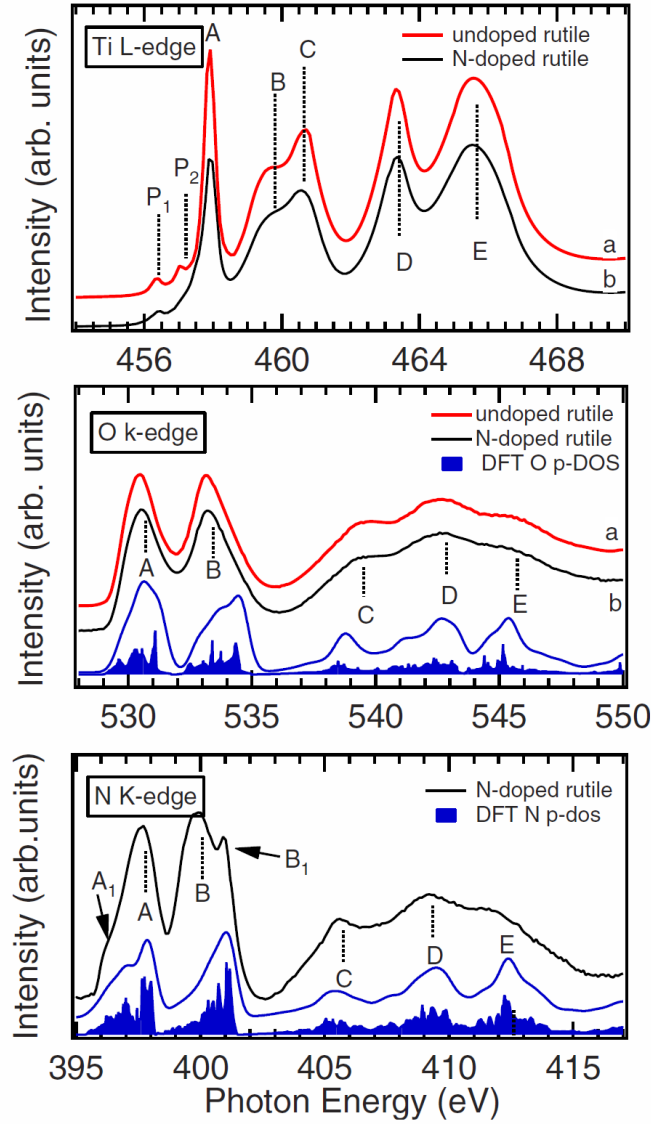 Ti L-edge
A
undoped rutile
N-doped rutile
B
C
P1
P2
D
E
a
b
Intensity (arb. units)
456
460
464
468
O k-edge
undoped rutile
N-doped rutile
DFT O p-DOS
A
B
C
D
E
a
b
Intensity (arb. units)
530
535
540
545
550
N K-edge
N-doped rutile
DFT N p-dos
A1
A
B
B1
C
D
E
Intensity (arb.units)
395
400
405
410
415
Photon Energy (eV)